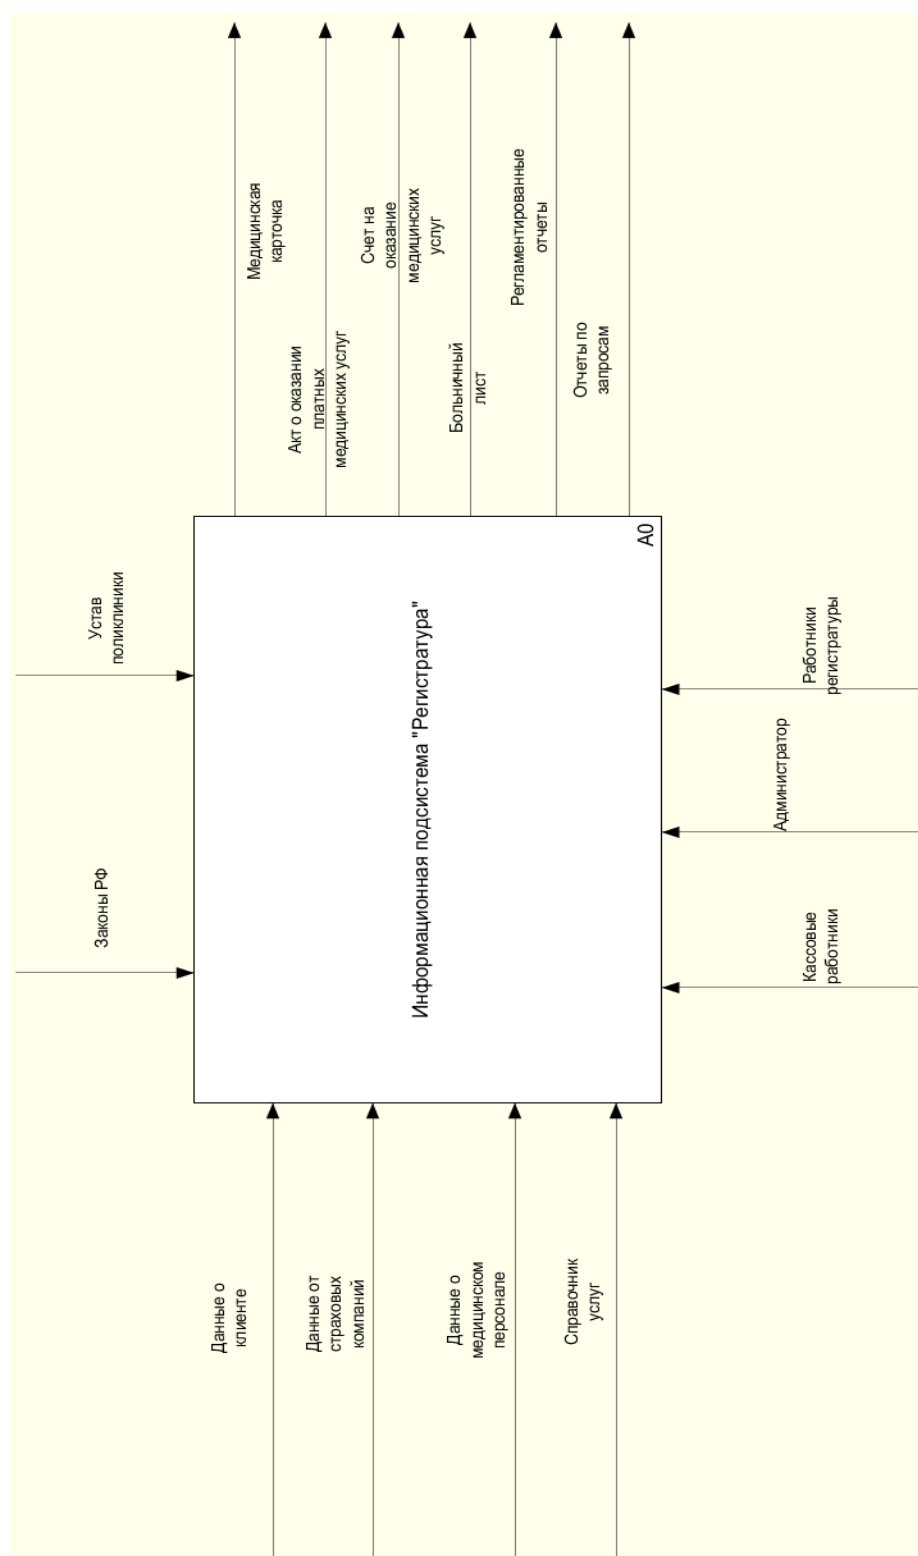 Законы РФ
Устав
поликлиники
Данные о
клиенте
Данные от
страховых
компаний
Данные о
медицинском
персонале
Справочник
услуг
Информационная подсистема "Регистратура"
A0
Медицинская
карточка
Акт о оказании
платных
медицинских услуг
Счет на
оказание
медицинских
услуг
Больничный
лист
Регламентированные
отчеты
Отчеты по
запросам
Кассовые
работники
Администратор
Работники
регистратуры